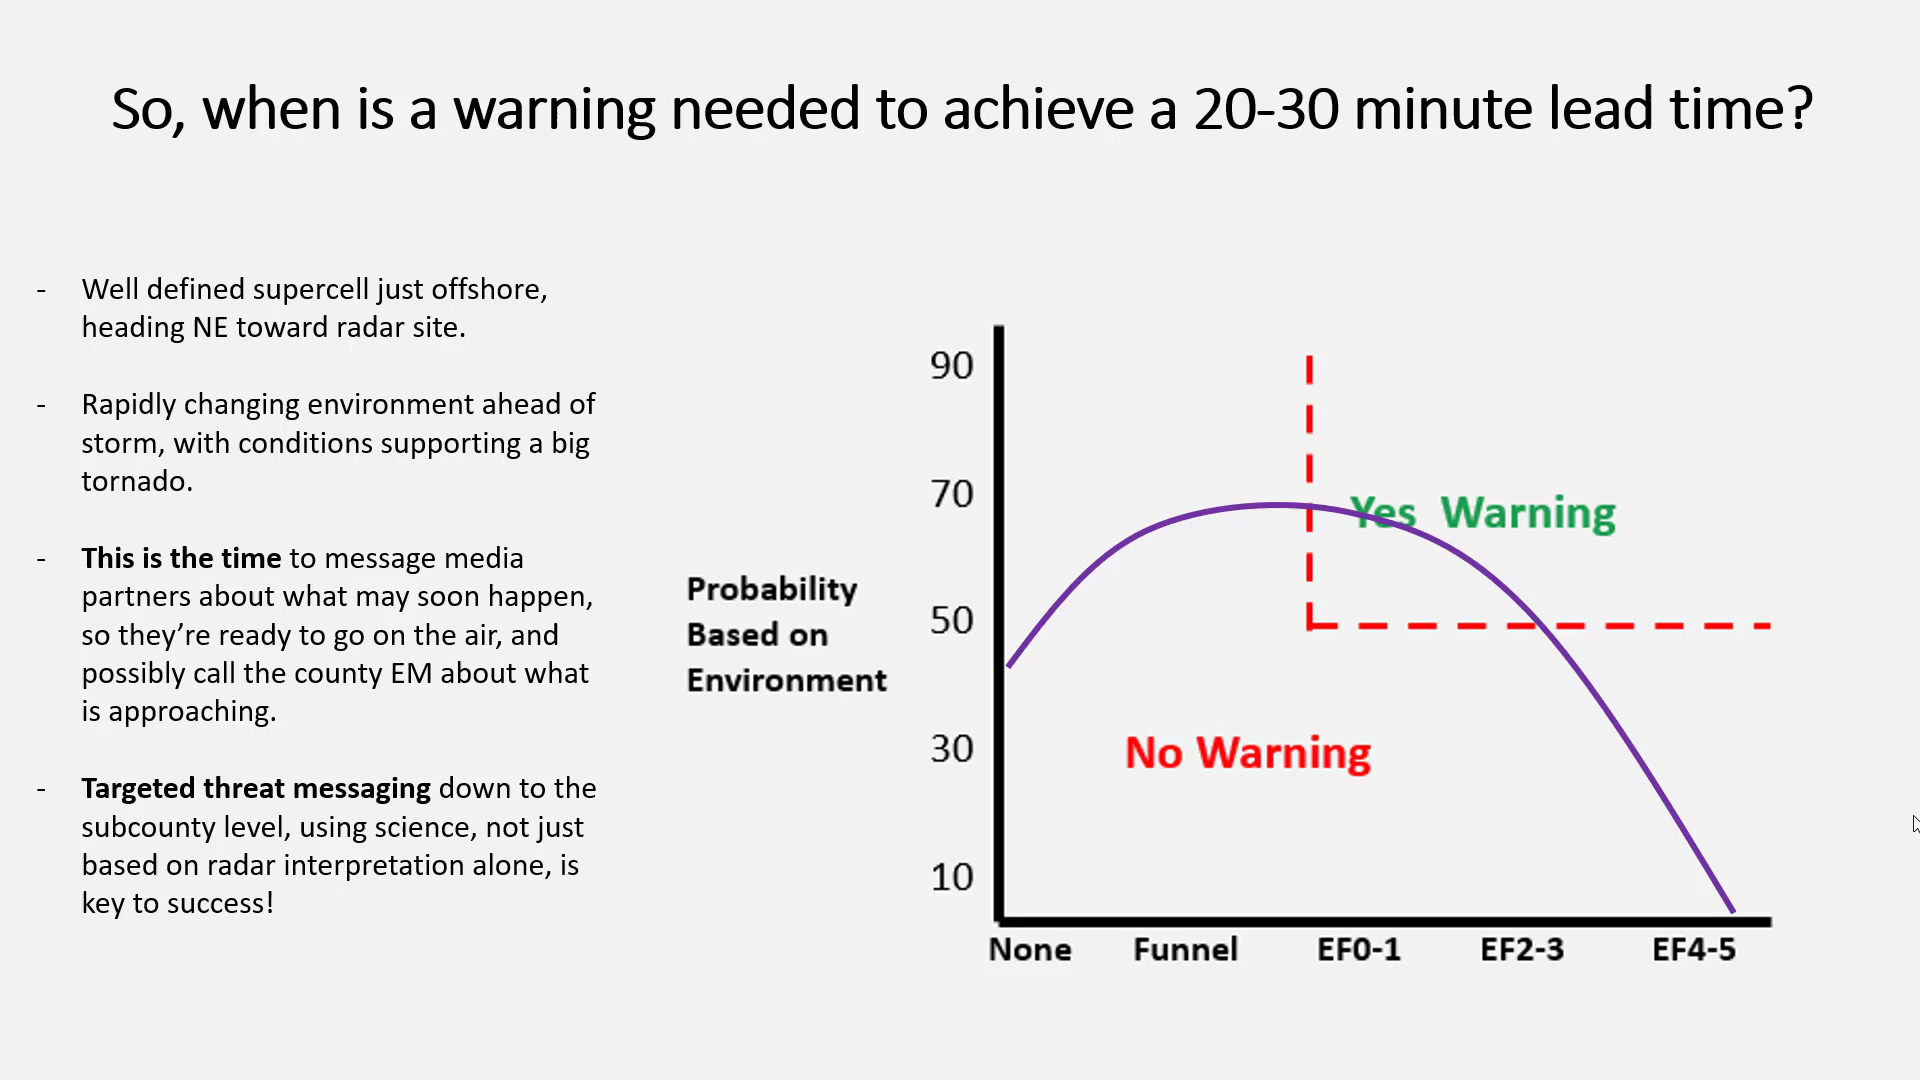 So, when is a warning needed to achieve a 20-30 minute lead time?
- Well defined supercell just offshore,
heading NE toward radar site.
- Rapidly changing environment ahead of
storm, with conditions supporting a big
tornado.
- This is the time to message media
partners about what may soon happen,
so they’re ready to go on the air, and
possibly call the county EM about what
is approaching.
- Targeted threat messaging down to the
subcounty level, using science, not just
based on radar interpretation alone, is
key to success!
Probability
Based on
Environment
90
70
50
30
10
Yes Warning
No Warning
None Funnel EF0-1 EF2-3 EF4-5